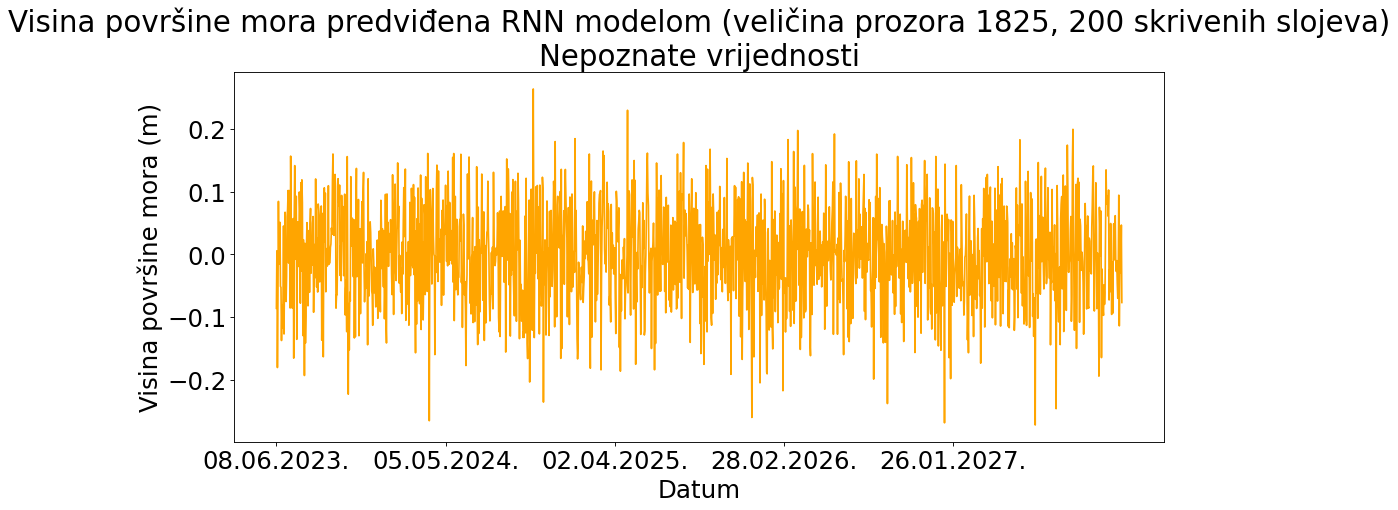 Visina površine mora predviđena RNN modelom (veličina prozora 1825, 200 skrivenih slojeva)
Nepoznate vrijednosti
Visina površine mora (m)
0.2
0.1
0.0
−0.1
−0.2
08.06.2023. 05.05.2024. 02.04.2025. 28.02.2026. 26.01.2027.
Datum